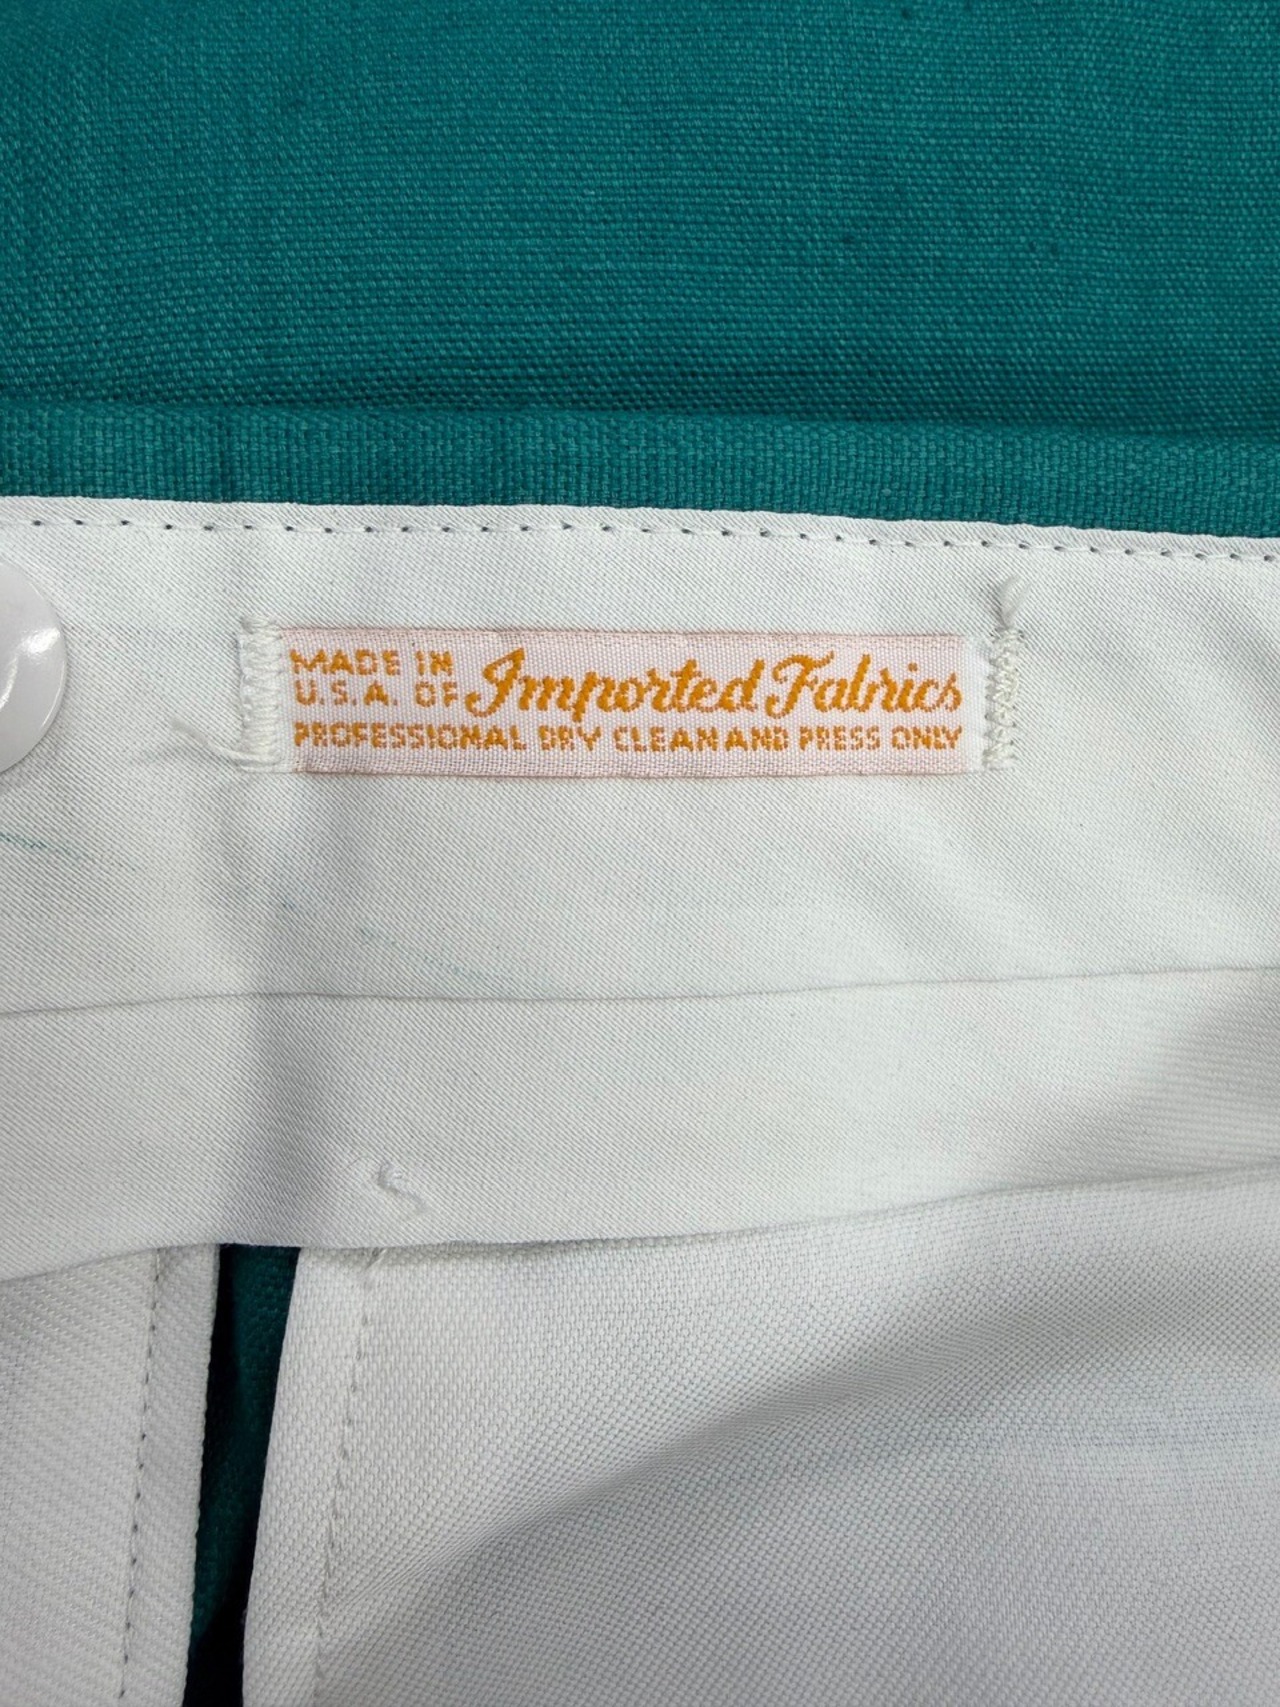 MADE IN
U.S.A. OF Imported Fabrics
PROFESSIONAL DRY CLEAN AND PRESS ONLY